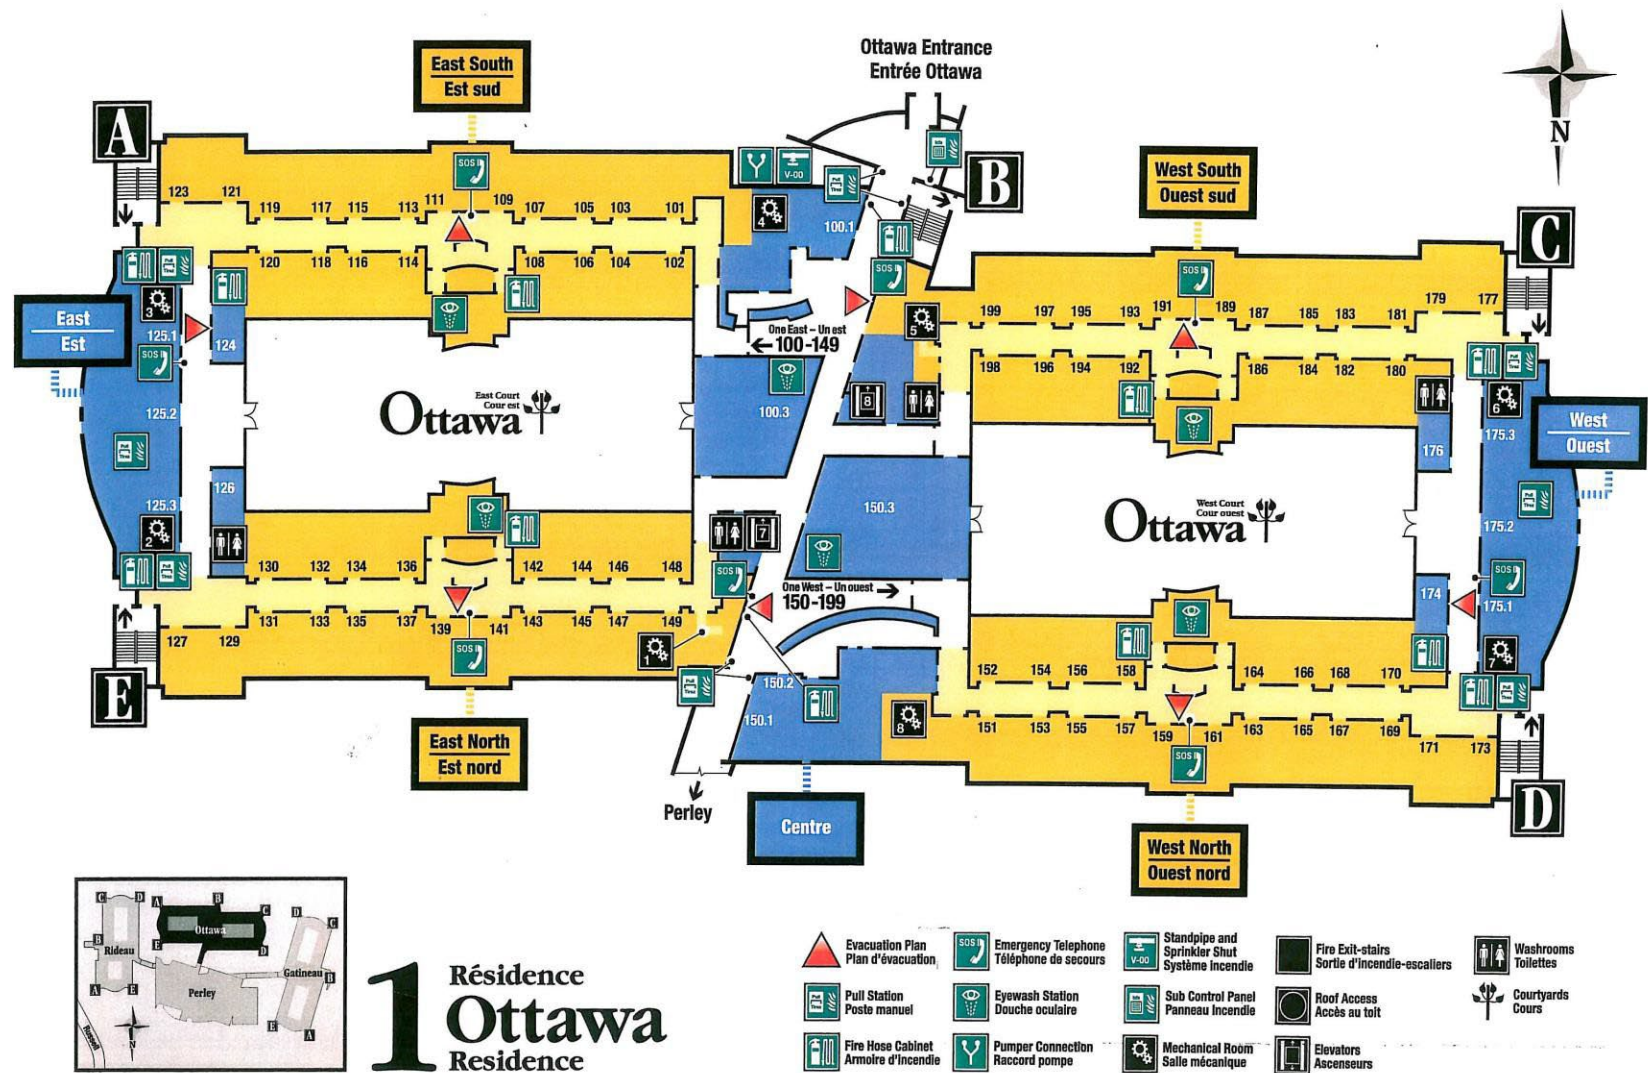 Ottawa Entrance
Entrée Ottawa
N
East South
Est sud
A
B
West South
Ouest sud
C
SOS
V-00
Pull
4
100.1
123
121
119
117
115
113
111
109
107
105
103
101
120
118
116
114
108
106
104
102
SOS
SOS
East
Est
3
125.1
124
SOS
125.2
125.3
126
2
East Court
Cour est
Ottawa
One East – Un est
100-149
100.3
8
5
199
197
195
193
191
189
187
185
183
181
179
177
198
196
194
192
186
184
182
180
6
176
175.3
West
Ouest
175.2
SOS
175.1
174
7
West Court
Cour ouest
Ottawa
150.3
7
SOS
One West – Un ouest
150-199
130
132
134
136
142
144
146
148
127
129
131
133
135
137
139
141
143
145
147
149
SOS
1
E
150.2
150.1
8
152
154
156
158
164
166
168
170
151
153
155
157
159
161
163
165
167
169
171
173
SOS
D
East North
Est nord
Perley
Centre
West North
Ouest nord
C
D
A
B
C
Ottawa
E
D
B
Rideau
A
E
Perley
D
C
Gatineau
B
E
A
Russell
N
1
Résidence
Ottawa
Residence
Evacuation Plan
Plan d'évacuation
Pull Station
Poste manuel
Fire Hose Cabinet
Armoire d'incendie
SOS
Emergency Telephone
Téléphone de secours
Eyewash Station
Douche oculaire
Pumper Connection
Raccord pompe
V-00
Standpipe and
Sprinkler Shut
Système incendie
Sub Control Panel
Panneau Incendie
Mechanical Room
Salle mécanique
Fire Exit-stairs
Sortie d'incendie-escaliers
Roof Access
Accès au toit
Elevators
Ascenseurs
Washrooms
Toilettes
Courtyards
Cours